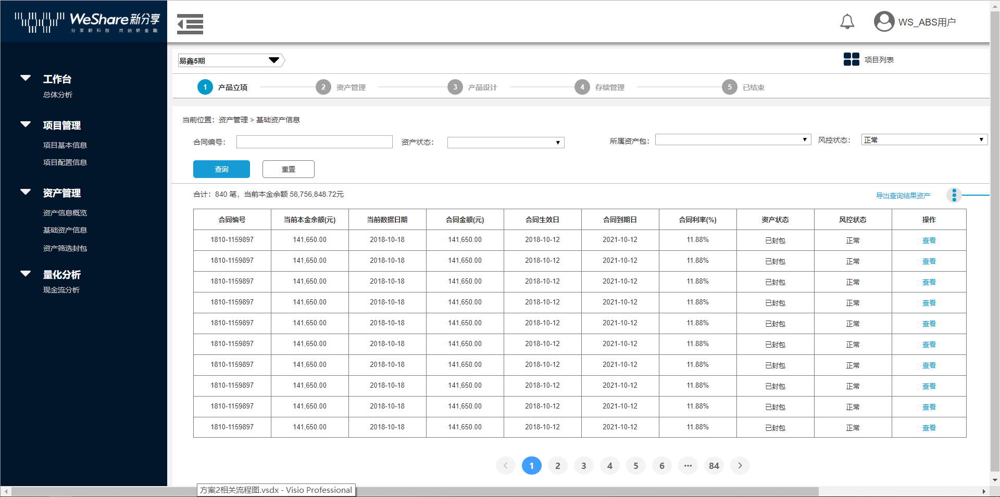 WeShare新分享
分享新科技 共创新金融
WS_ABS用户
易鑫5期
项目列表
1 产品立项 2 资产管理 3 产品设计 4 存续管理 5 已结束
工作台
总体分析
项目管理
项目基本信息
项目配置信息
资产管理
资产信息概览
基础资产信息
资产筛选封包
量化分析
现金流分析
当前位置：资产管理 > 基础资产信息
合同编号： 资产状态： 所属资产包： 风控状态： 正常
查询 重置
合计：840 笔，当前本金余额 58,756,848.72元
导出查询结果资产
合同编号 当前本金余额(元) 当前数据日期 合同金额(元) 合同生效日 合同到期日 合同利率(%) 资产状态 风控状态 操作
1810-1159897 141,650.00 2018-10-18 141,650.00 2018-10-12 2021-10-12 11.88% 已封包 正常 查看
1810-1159897 141,650.00 2018-10-18 141,650.00 2018-10-12 2021-10-12 11.88% 已封包 正常 查看
1810-1159897 141,650.00 2018-10-18 141,650.00 2018-10-12 2021-10-12 11.88% 已封包 正常 查看
1810-1159897 141,650.00 2018-10-18 141,650.00 2018-10-12 2021-10-12 11.88% 已封包 正常 查看
1810-1159897 141,650.00 2018-10-18 141,650.00 2018-10-12 2021-10-12 11.88% 已封包 正常 查看
1810-1159897 141,650.00 2018-10-18 141,650.00 2018-10-12 2021-10-12 11.88% 已封包 正常 查看
1810-1159897 141,650.00 2018-10-18 141,650.00 2018-10-12 2021-10-12 11.88% 已封包 正常 查看
1810-1159897 141,650.00 2018-10-18 141,650.00 2018-10-12 2021-10-12 11.88% 已封包 正常 查看
1810-1159897 141,650.00 2018-10-18 141,650.00 2018-10-12 2021-10-12 11.88% 已封包 正常 查看
1810-1159897 141,650.00 2018-10-18 141,650.00 2018-10-12 2021-10-12 11.88% 已封包 正常 查看
1 2 3 4 5 6 ··· 84
方案2相关流程图.vsdx - Visio Professional